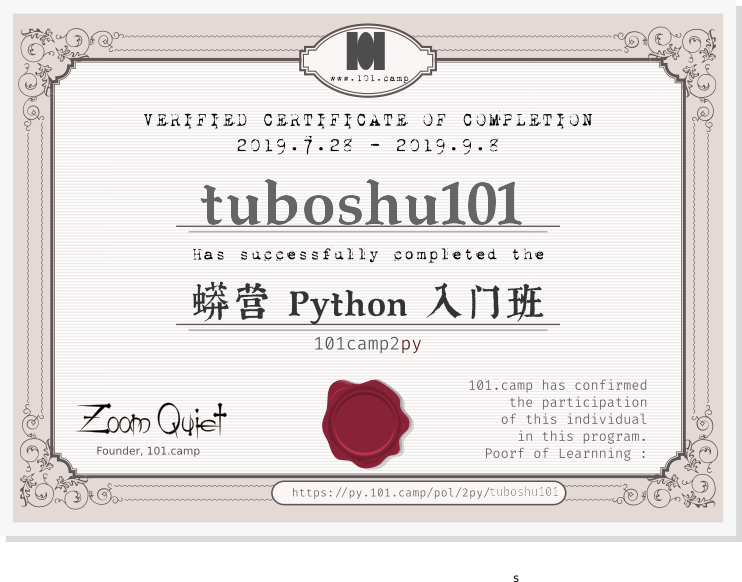 www.101.camp
VERIFIED CERTIFICATE OF COMPLETION
2019.7.28 - 2019.9.8
tuboshu101
Has successfully completed the
蟒营 Python 入门班
101camp2py
101.camp has confirmed
the participation
of this individual
in this program.
Poorf of Learnning :
Zoom Quiet
Founder, 101.camp
https://py.101.camp/pol/2py/tuboshu101
s